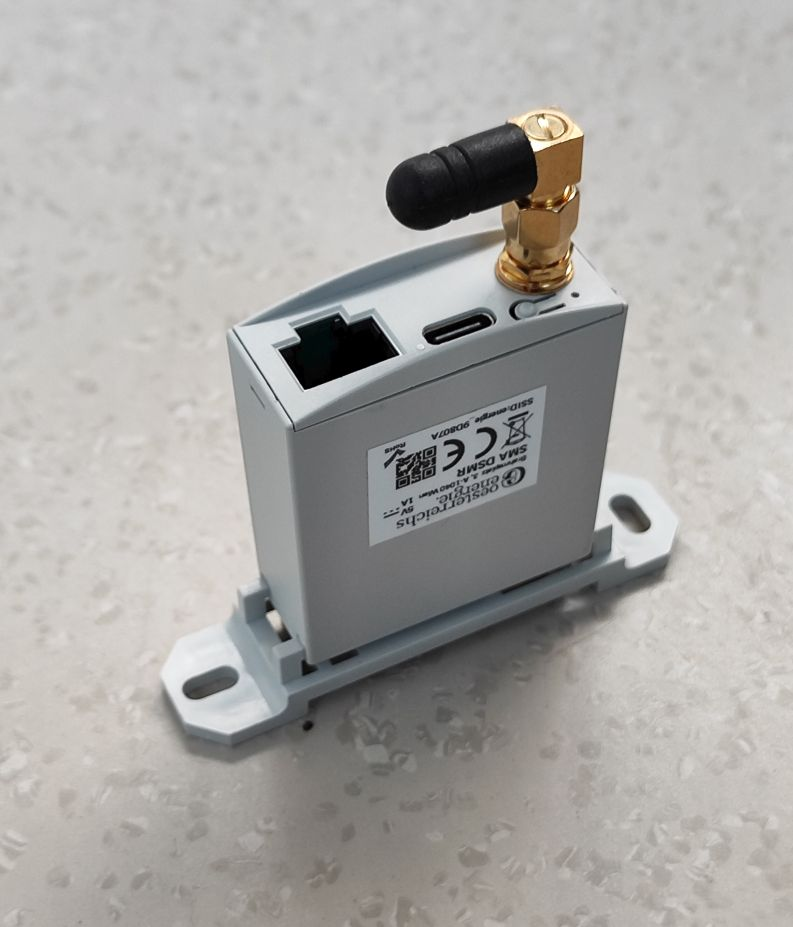 oesterreichs
energie.
Brahmsplatz 3, A-1040 Wien
SMA DSMR
5V
1A
RoHS
SSID:energie_9D807A